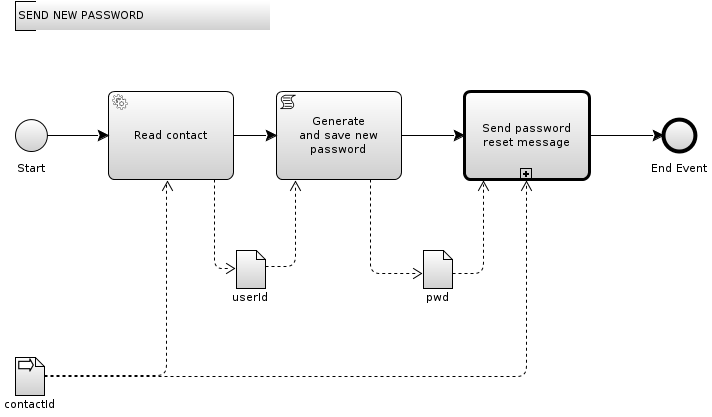 SEND NEW PASSWORD
Read contact
Generate
and save new
password
Send password
reset message
Start
End Event
userId
pwd
contactId